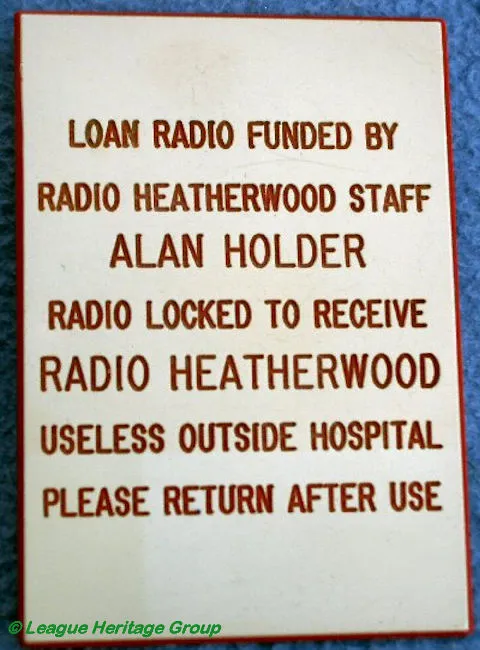 LOAN RADIO FUNDED BY
RADIO HEATHERWOOD STAFF
ALAN HOLDER
RADIO LOCKED TO RECEIVE
RADIO HEATHERWOOD
USELESS OUTSIDE HOSPITAL
PLEASE RETURN AFTER USE
© League Heritage Group